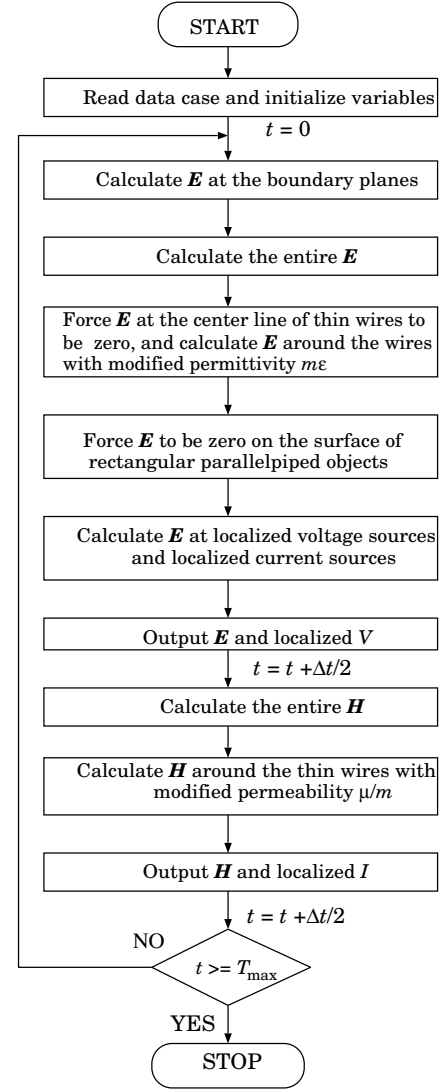 START
Read data case and initialize variables
t = 0
Calculate E at the boundary planes
Calculate the entire E
Force E at the center line of thin wires to
be zero, and calculate E around the wires
with modified permittivity mε
Force E to be zero on the surface of
rectangular parallelpiped objects
Calculate E at localized voltage sources
and localized current sources
Output E and localized V
t = t +Δt/2
Calculate the entire H
Calculate H around the thin wires with
modified permeability μ/m
Output H and localized I
t = t +Δt/2
NO
t >= Tmax
YES
STOP